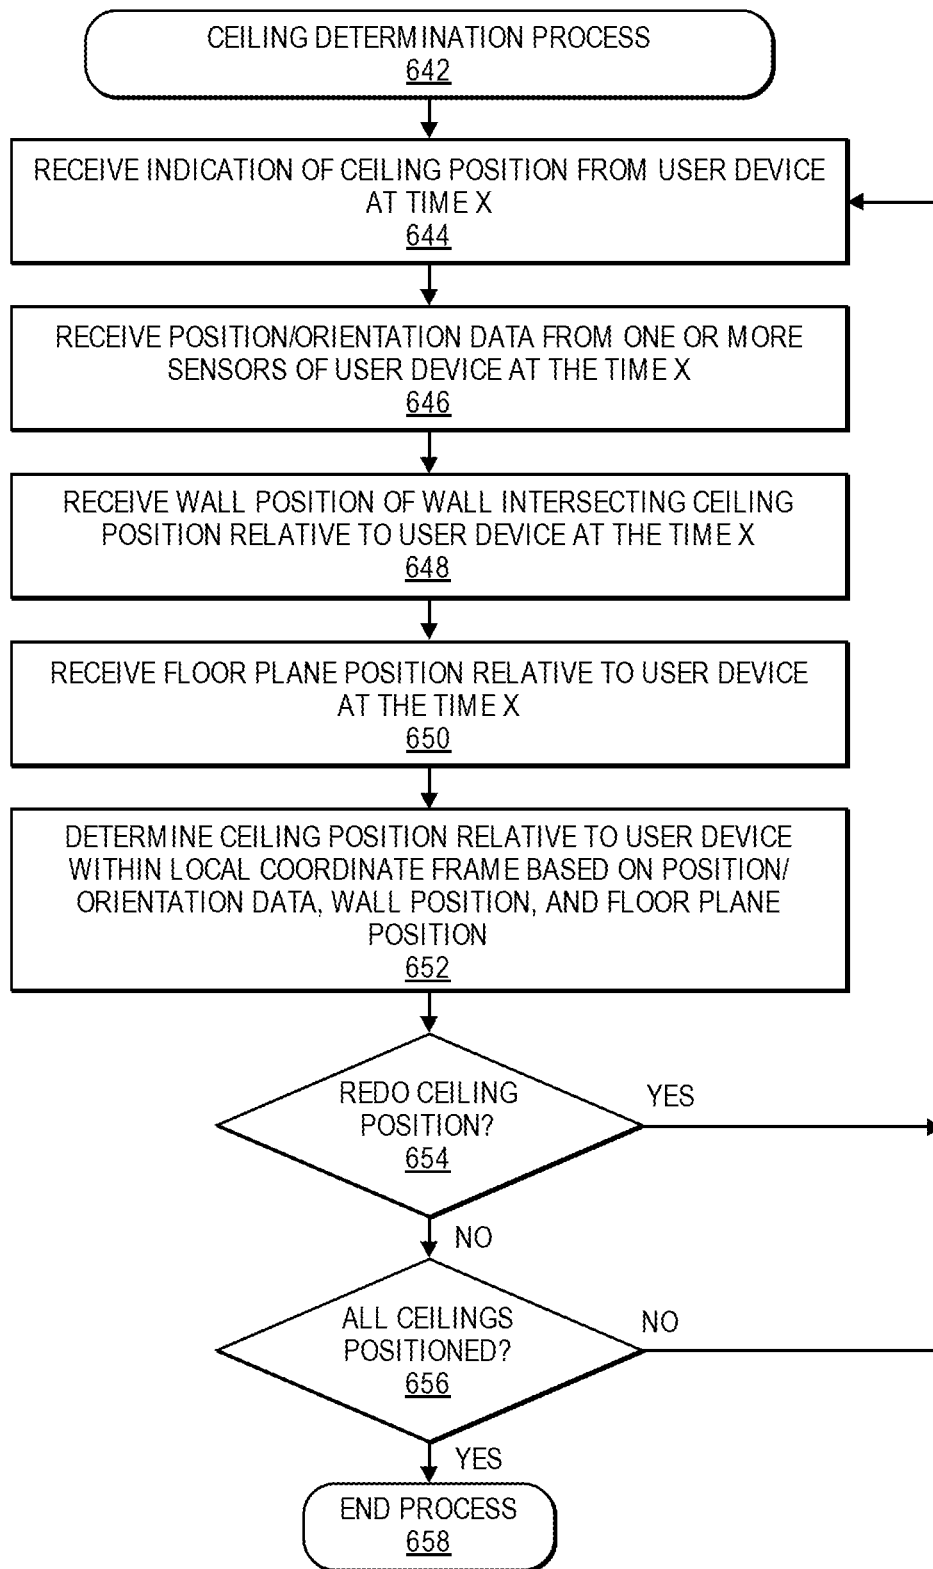 CEILING DETERMINATION PROCESS
642
RECEIVE INDICATION OF CEILING POSITION FROM USER DEVICE
AT TIME X
644
RECEIVE POSITION/ORIENTATION DATA FROM ONE OR MORE
SENSORS OF USER DEVICE AT THE TIME X
646
RECEIVE WALL POSITION OF WALL INTERSECTING CEILING
POSITION RELATIVE TO USER DEVICE AT THE TIME X
648
RECEIVE FLOOR PLANE POSITION RELATIVE TO USER DEVICE
AT THE TIME X
650
DETERMINE CEILING POSITION RELATIVE TO USER DEVICE
WITHIN LOCAL COORDINATE FRAME BASED ON POSITION/
ORIENTATION DATA, WALL POSITION, AND FLOOR PLANE
POSITION
652
REDO CEILING
POSITION?
654
YES
NO
ALL CEILINGS
POSITIONED?
656
NO
YES
END PROCESS
658